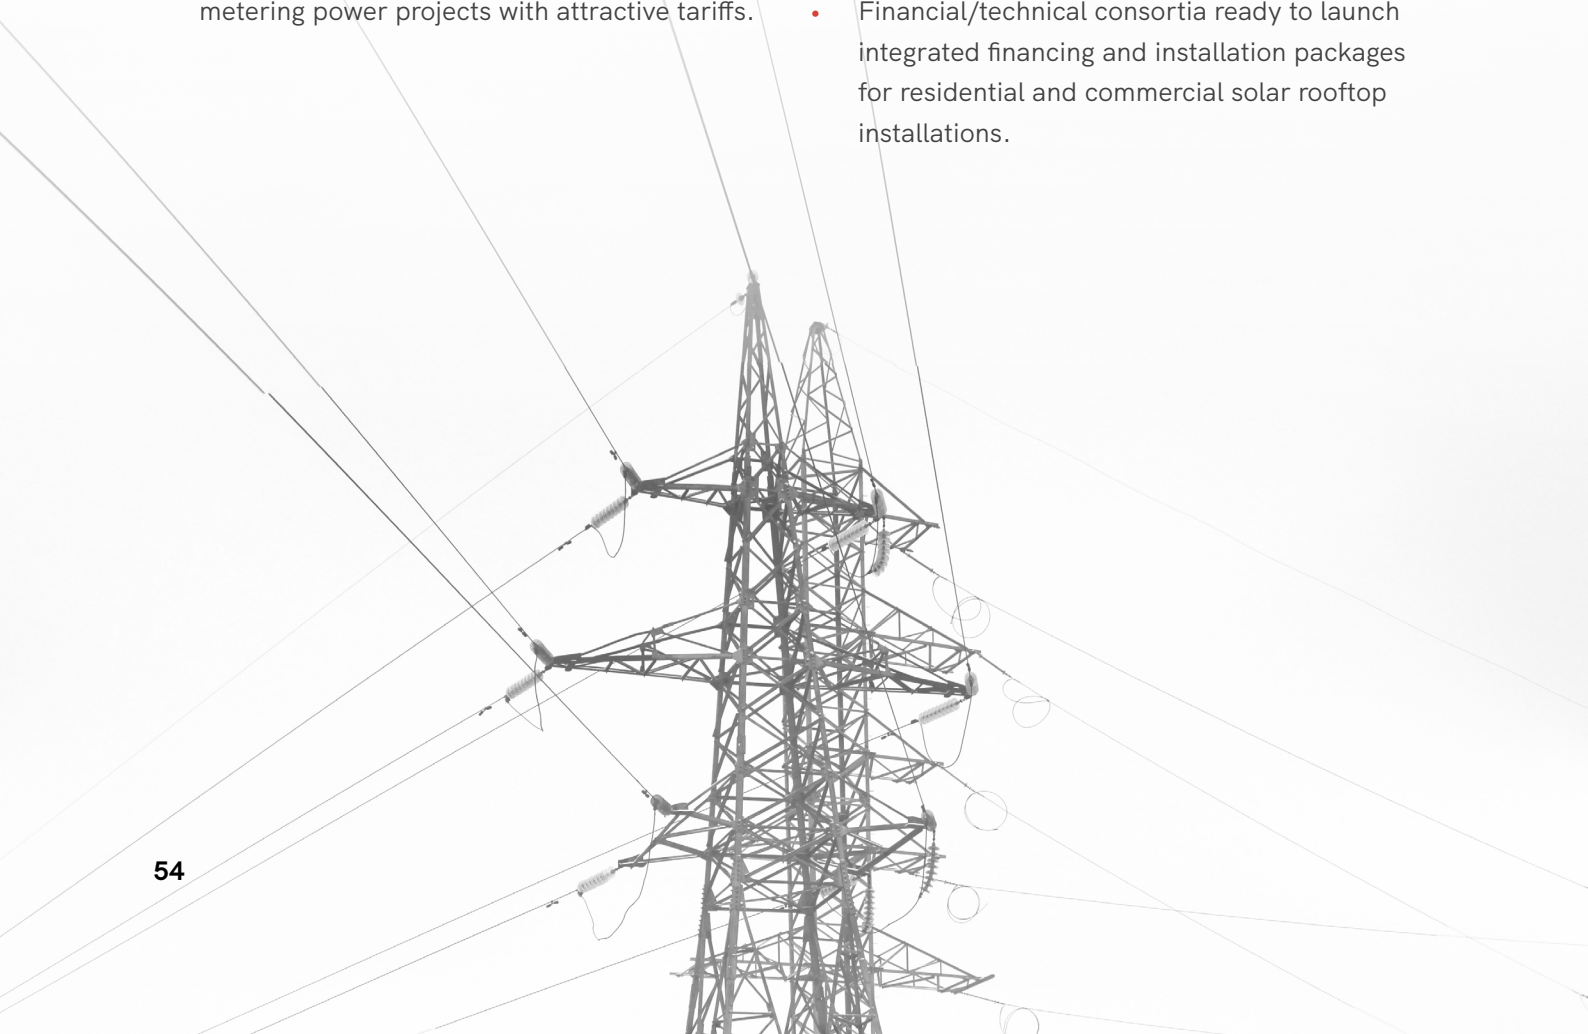 metering power projects with attractive tariffs.
• Financial/technical consortia ready to launch
integrated financing and installation packages
for residential and commercial solar rooftop
installations.
54